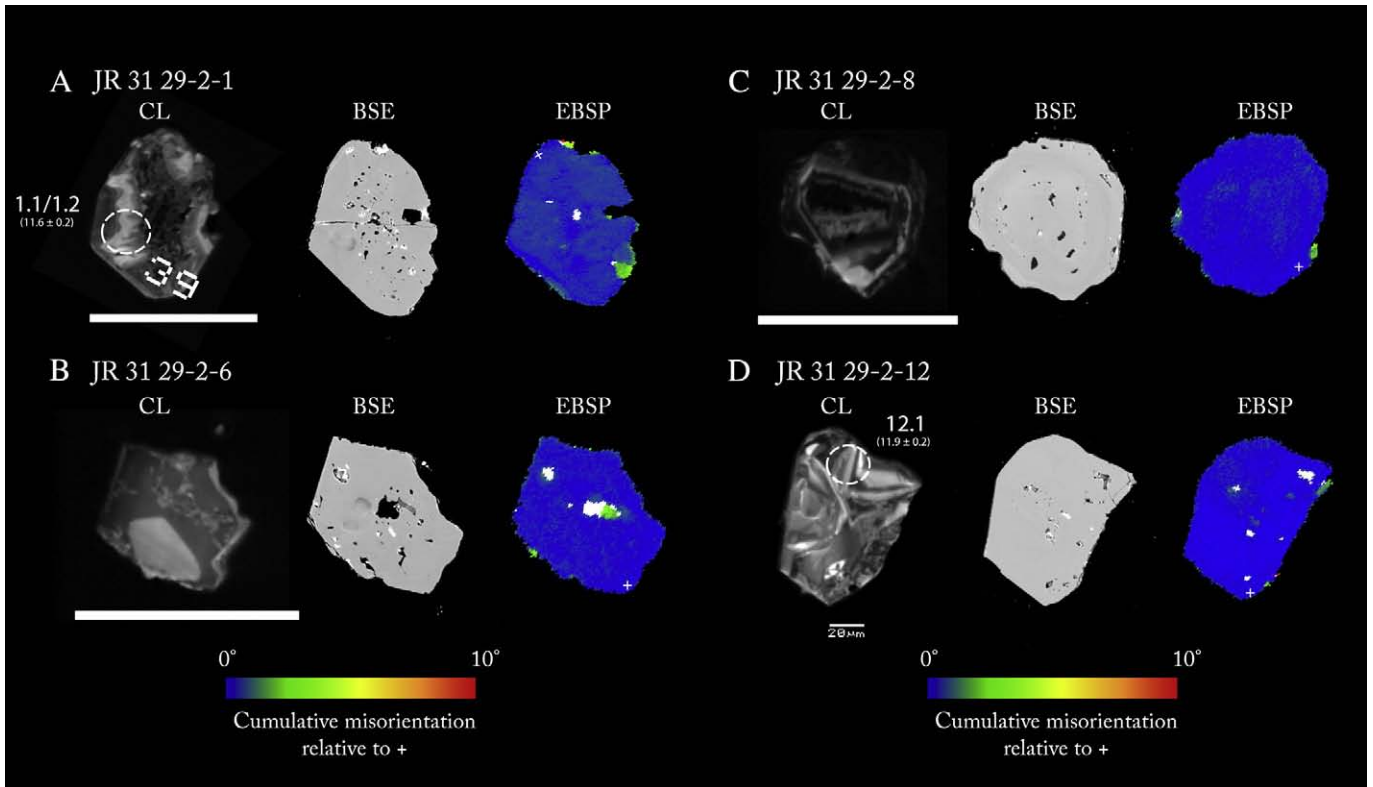 A JR 31 29-2-1
CL BSE EBSP
1.1/1.2
(11.6 ± 0.2)
39
B JR 31 29-2-6
CL BSE EBSP
0° 10°
Cumulative misorientation
relative to +
C JR 31 29-2-8
CL BSE EBSP
D JR 31 29-2-12
CL BSE EBSP
12.1
(11.9 ± 0.2)
20µm
0° 10°
Cumulative misorientation
relative to +